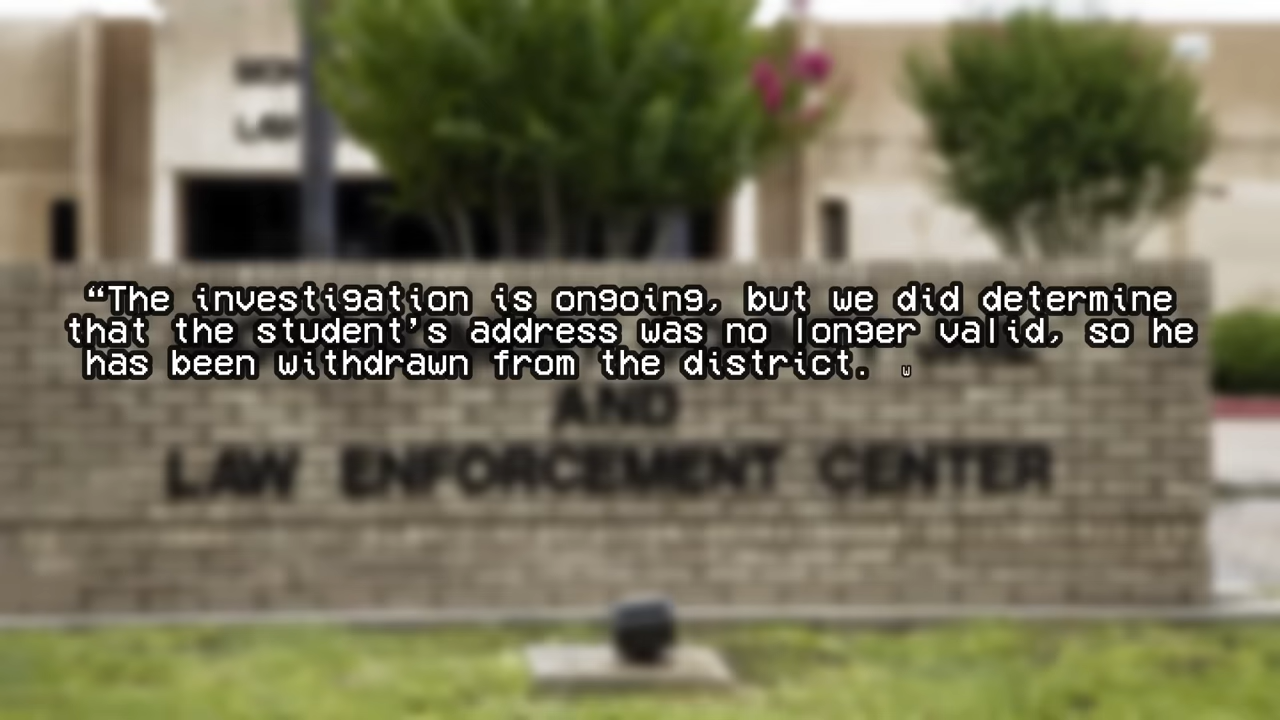 “The investigation is ongoing, but we did determine
that the student’s address was no longer valid, so he
has been withdrawn from the district. w
AND
LAW ENFORCEMENT CENTER